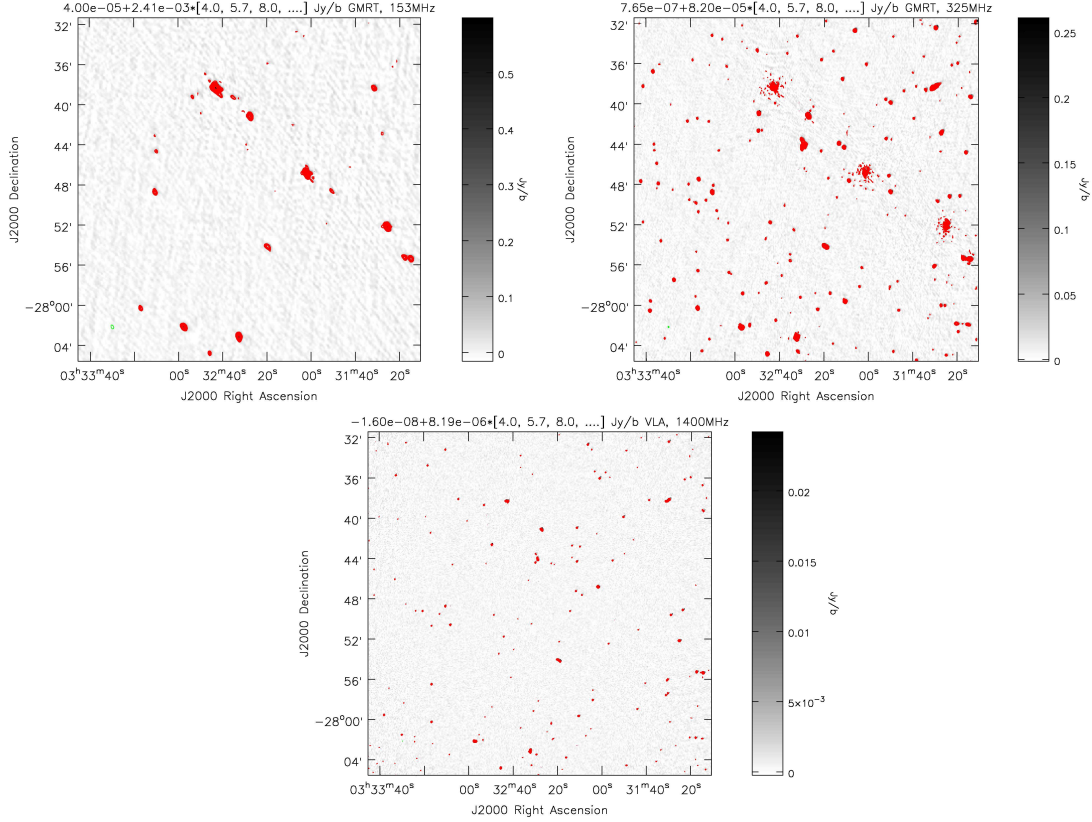 4.00e−05+2.41e−03*[4.0, 5.7, 8.0, ....] Jy/b GMRT, 153MHz
32'
36'
40'
44'
48'
52'
56'
−28°00'
04'
J2000 Declination
03ʰ33ᵐ40ˢ 00ˢ 32ᵐ40ˢ 20ˢ 00ˢ 31ᵐ40ˢ 20ˢ
J2000 Right Ascension
0.5
0.4
0.3
0.2
0.1
0
Jy/b
7.65e−07+8.20e−05*[4.0, 5.7, 8.0, ....] Jy/b GMRT, 325MHz
32'
36'
40'
44'
48'
52'
56'
−28°00'
04'
J2000 Declination
03ʰ33ᵐ40ˢ 00ˢ 32ᵐ40ˢ 20ˢ 00ˢ 31ᵐ40ˢ 20ˢ
J2000 Right Ascension
0.25
0.2
0.15
0.1
0.05
0
Jy/b
−1.60e−08+8.19e−06*[4.0, 5.7, 8.0, ....] Jy/b VLA, 1400MHz
32'
36'
40'
44'
48'
52'
56'
−28°00'
04'
J2000 Declination
03ʰ33ᵐ40ˢ 00ˢ 32ᵐ40ˢ 20ˢ 00ˢ 31ᵐ40ˢ 20ˢ
J2000 Right Ascension
0.02
0.015
0.01
5×10⁻³
0
Jy/b